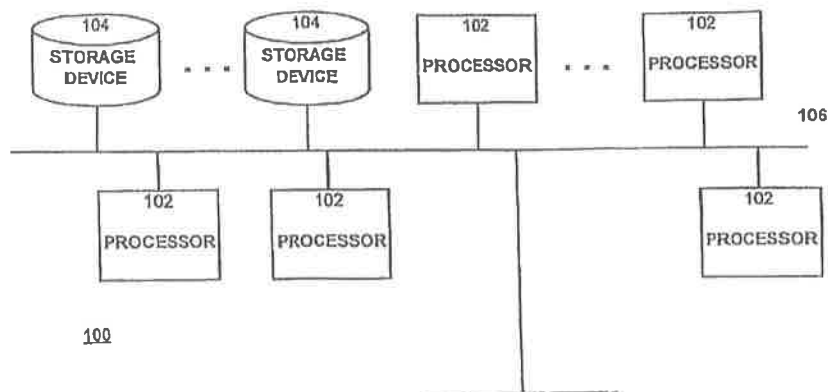 104
STORAGE
DEVICE
. . .
104
STORAGE
DEVICE
102
PROCESSOR
. . .
102
PROCESSOR
106
102
PROCESSOR
102
PROCESSOR
102
PROCESSOR
100